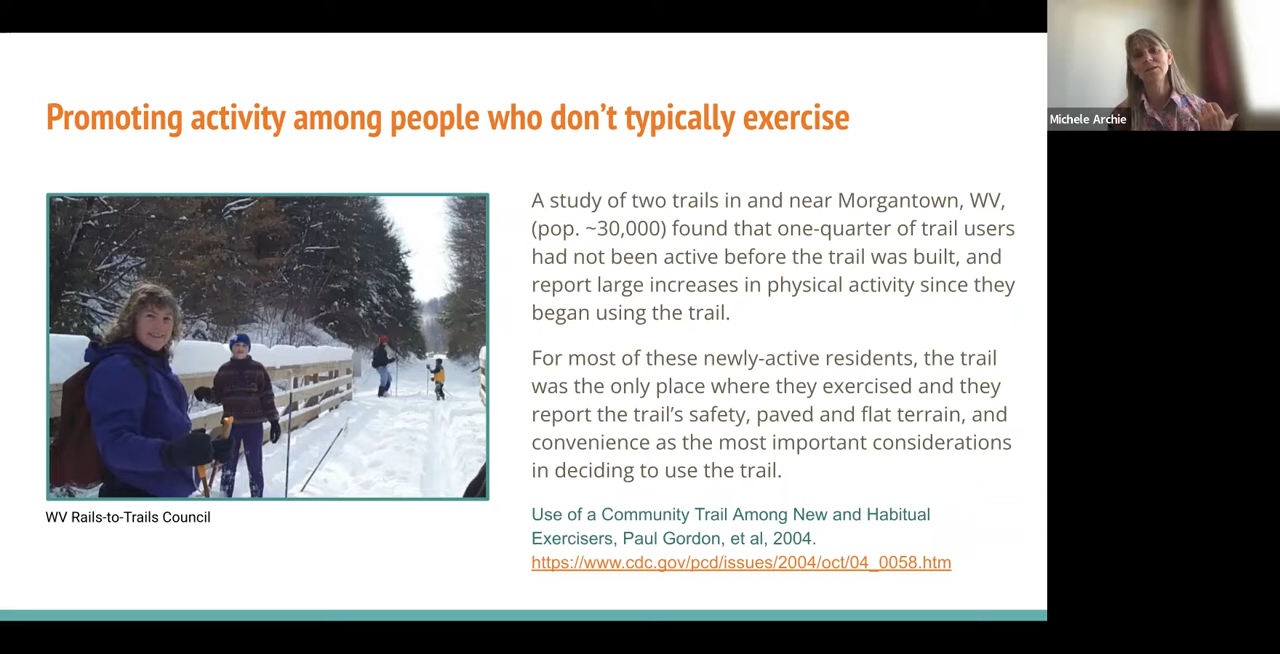 Promoting activity among people who don’t typically exercise
Michele Archie
A study of two trails in and near Morgantown, WV,
(pop. ~30,000) found that one-quarter of trail users
had not been active before the trail was built, and
report large increases in physical activity since they
began using the trail.
For most of these newly-active residents, the trail
was the only place where they exercised and they
report the trail’s safety, paved and flat terrain, and
convenience as the most important considerations
in deciding to use the trail.
WV Rails-to-Trails Council
Use of a Community Trail Among New and Habitual
Exercisers, Paul Gordon, et al, 2004.
https://www.cdc.gov/pcd/issues/2004/oct/04_0058.htm